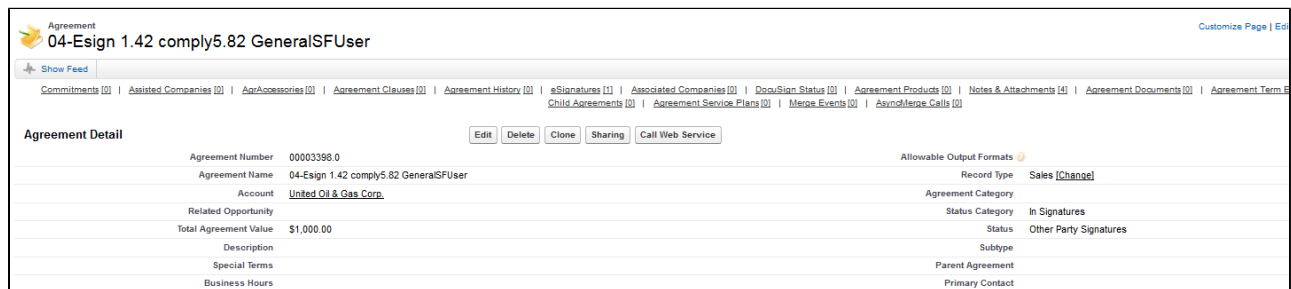 Agreement
04-Esign 1.42 comply5.82 GeneralSFUser
Customize Page | Edi
Show Feed
Commitments [0] | Assisted Companies [0] | AgrAccessories [0] | Agreement Clauses [0] | Agreement History [0] | eSignatures [1] | Associated Companies [0] | DocuSign Status [0] | Agreement Products [0] | Notes & Attachments [4] | Agreement Documents [0] | Agreement Term E
Child Agreements [0] | Agreement Service Plans [0] | Merge Events [0] | AsyncMerge Calls [0]
Agreement Detail
Edit Delete Clone Sharing Call Web Service
Agreement Number 00003398.0 Allowable Output Formats
Agreement Name 04-Esign 1.42 comply5.82 GeneralSFUser Record Type Sales [Change]
Account United Oil & Gas Corp. Agreement Category
Related Opportunity Status Category In Signatures
Total Agreement Value $1,000.00 Status Other Party Signatures
Description Subtype
Special Terms Parent Agreement
Business Hours Primary Contact